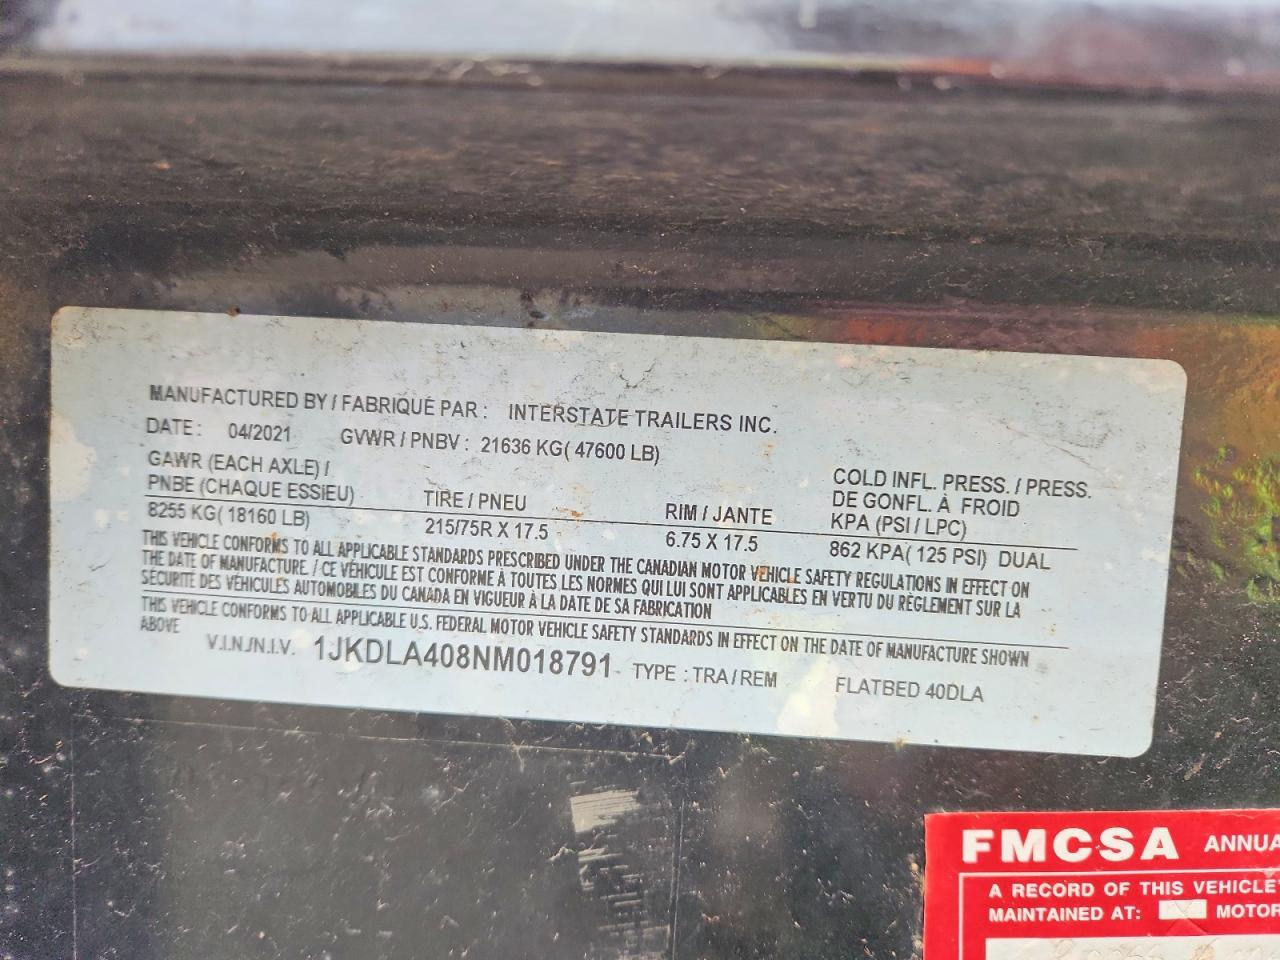 MANUFACTURED BY / FABRIQUÉ PAR : INTERSTATE TRAILERS INC.
DATE : 04/2021 GVWR / PNBV : 21636 KG( 47600 LB)
GAWR (EACH AXLE) /
PNBE (CHAQUE ESSIEU) TIRE / PNEU RIM / JANTE COLD INFL. PRESS. / PRESS.
DE GONFL. À FROID
KPA (PSI / LPC)
8255 KG( 18160 LB) 215/75R X 17.5 6.75 X 17.5 862 KPA( 125 PSI) DUAL
THIS VEHICLE CONFORMS TO ALL APPLICABLE STANDARDS PRESCRIBED UNDER THE CANADIAN MOTOR VEHICLE SAFETY REGULATIONS IN EFFECT ON
THE DATE OF MANUFACTURE. / CE VÉHICULE EST CONFORME À TOUTES LES NORMES QUI LUI SONT APPLICABLES EN VERTU DU RÈGLEMENT SUR LA
SÉCURITÉ DES VÉHICULES AUTOMOBILES DU CANADA EN VIGUEUR À LA DATE DE SA FABRICATION
THIS VEHICLE CONFORMS TO ALL APPLICABLE U.S. FEDERAL MOTOR VEHICLE SAFETY STANDARDS IN EFFECT ON THE DATE OF MANUFACTURE SHOWN
ABOVE
V.I.N./N.I.V. 1JKDLA408NM018791 TYPE : TRA / REM FLATBED 40DLA
FMCSA ANNUA
A RECORD OF THIS VEHICLE'
MAINTAINED AT: MOTOR